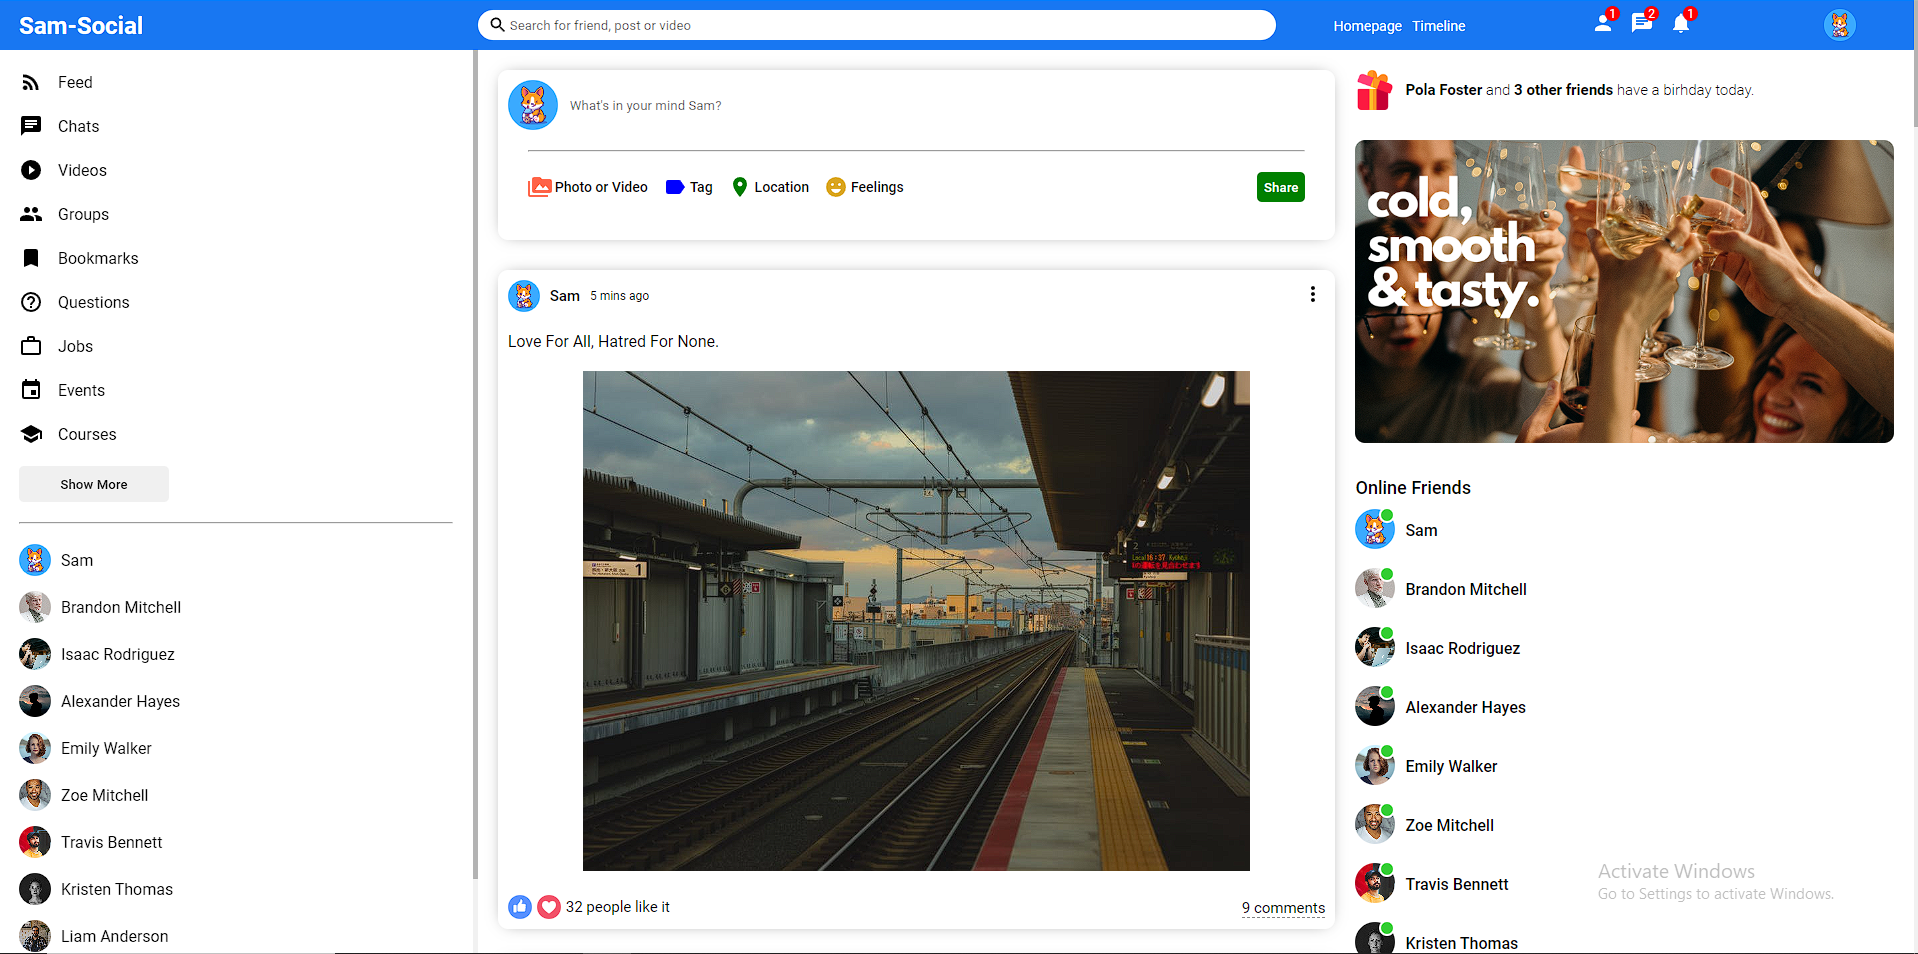 Sam-Social
Search for friend, post or video
Homepage Timeline
1
2
1
Feed
Chats
Videos
Groups
Bookmarks
Questions
Jobs
Events
Courses
Show More
Sam
Brandon Mitchell
Isaac Rodriguez
Alexander Hayes
Emily Walker
Zoe Mitchell
Travis Bennett
Kristen Thomas
Liam Anderson
What's in your mind Sam?
Photo or Video Tag Location Feelings
Share
Sam 5 mins ago
Love For All, Hatred For None.
1
2
Local 16:37 Kyuhoji
32 people like it
9 comments
Pola Foster and 3 other friends have a birhday today.
cold,
smooth
& tasty.
Online Friends
Sam
Brandon Mitchell
Isaac Rodriguez
Alexander Hayes
Emily Walker
Zoe Mitchell
Travis Bennett
Kristen Thomas
Activate Windows
Go to Settings to activate Windows.